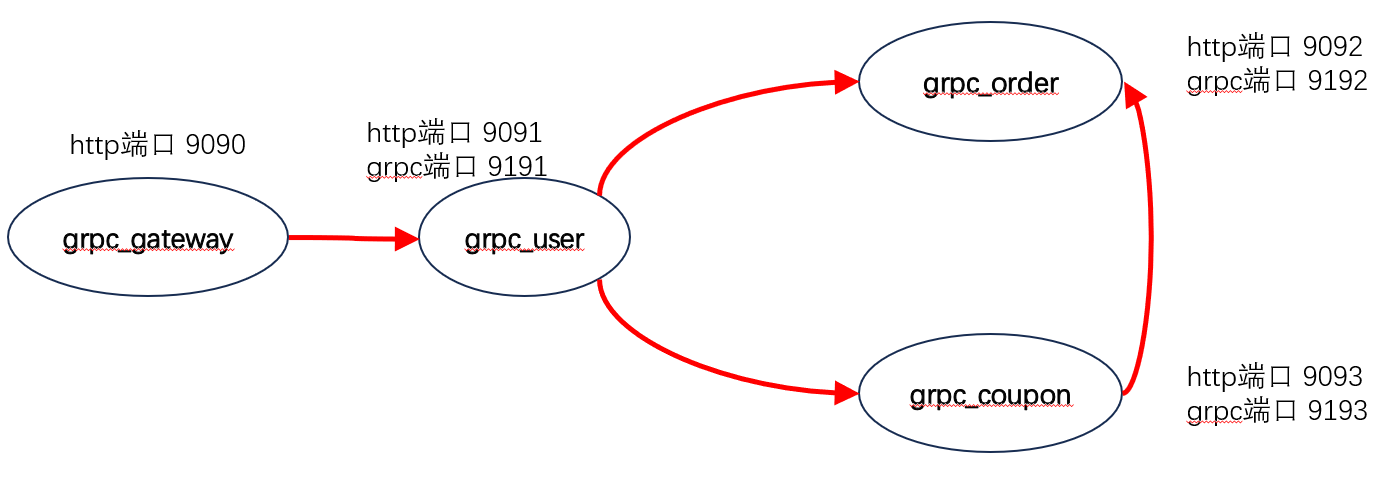 http端口 9090
grpc_gateway
http端口 9091
grpc端口 9191
grpc_user
grpc_order
http端口 9092
grpc端口 9192
grpc_coupon
http端口 9093
grpc端口 9193